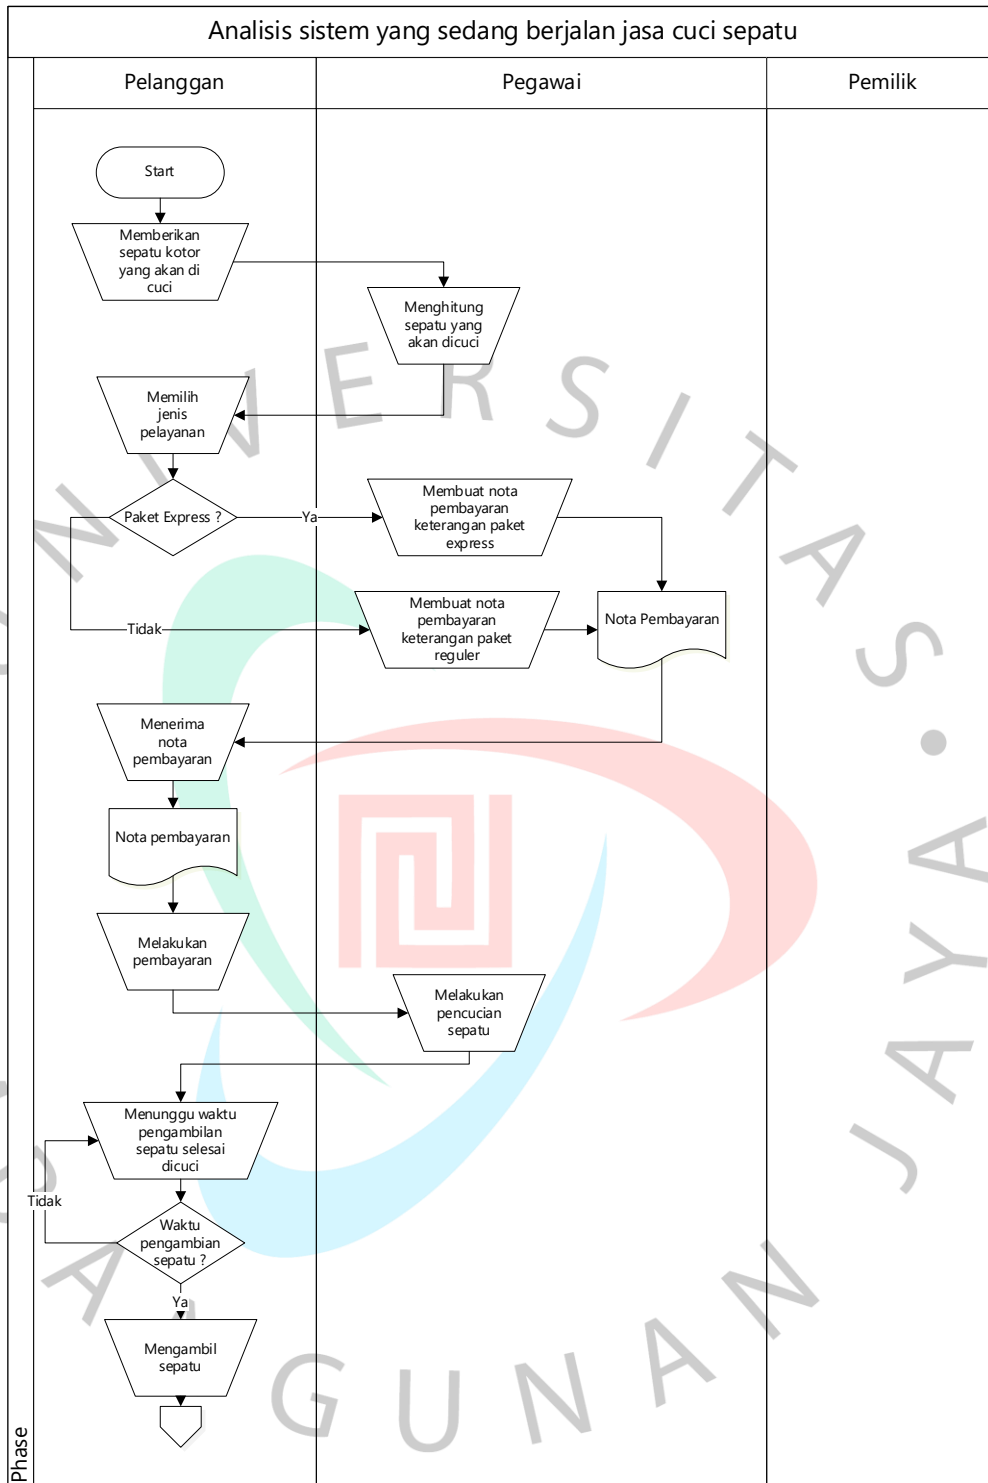 Analisis sistem yang sedang berjalan jasa cuci sepatu
Pelanggan
Pegawai
Pemilik
Start
Memberikan
sepatu kotor
yang akan di
cuci
Menghitung
sepatu yang
akan dicuci
Memilih
jenis
pelayanan
Paket Express ?
Ya
Membuat nota
pembayaran
keterangan paket
express
Tidak
Membuat nota
pembayaran
keterangan paket
reguler
Nota Pembayaran
Menerima
nota
pembayaran
Nota pembayaran
Melakukan
pembayaran
Melakukan
pencucian
sepatu
Menunggu waktu
pengambilan
sepatu selesai
dicuci
Tidak
Waktu
pengambian
sepatu ?
Ya
Mengambil
sepatu
Phase
UNIVERSITAS
GUNAN JAYA